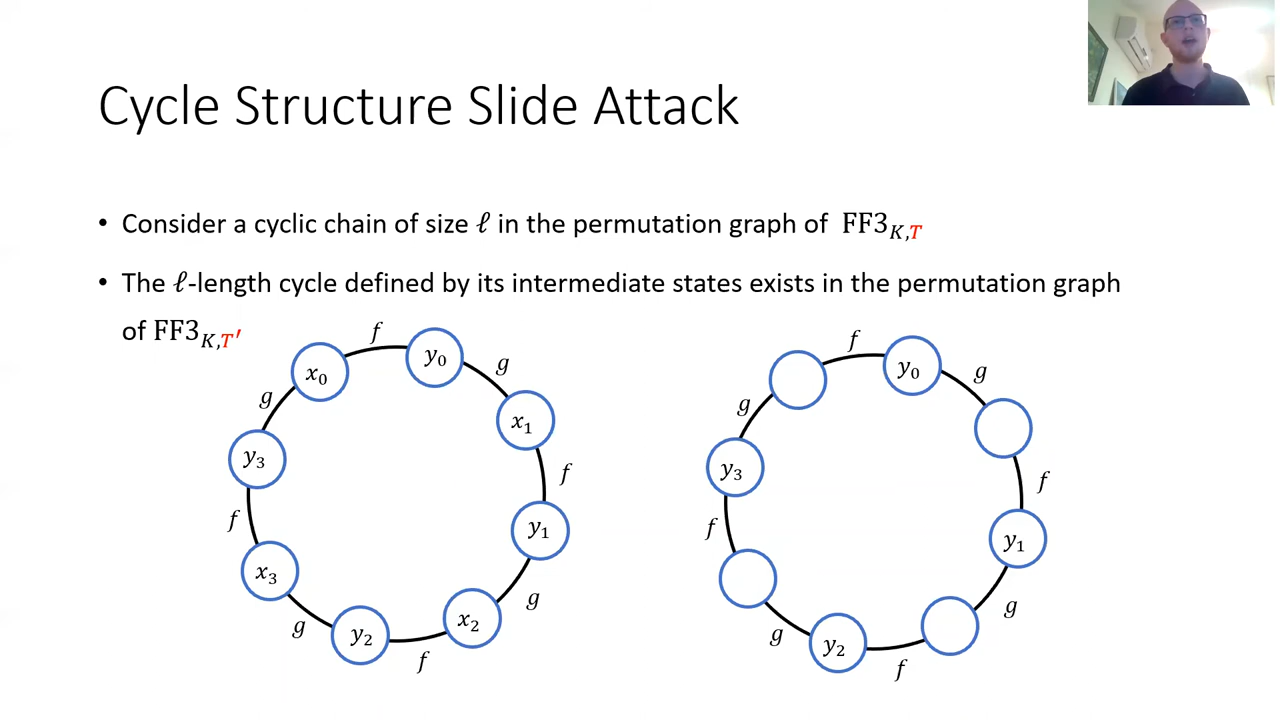 Cycle Structure Slide Attack
• Consider a cyclic chain of size ℓ in the permutation graph of FF3K,T
• The ℓ-length cycle defined by its intermediate states exists in the permutation graph
of FF3K,T′
f
y0
g
x0
x1
g
f
y3
y1
f
g
x3
x2
g
y2
f
f
y0
g
g
y3
f
f
y1
g
g
y2
f